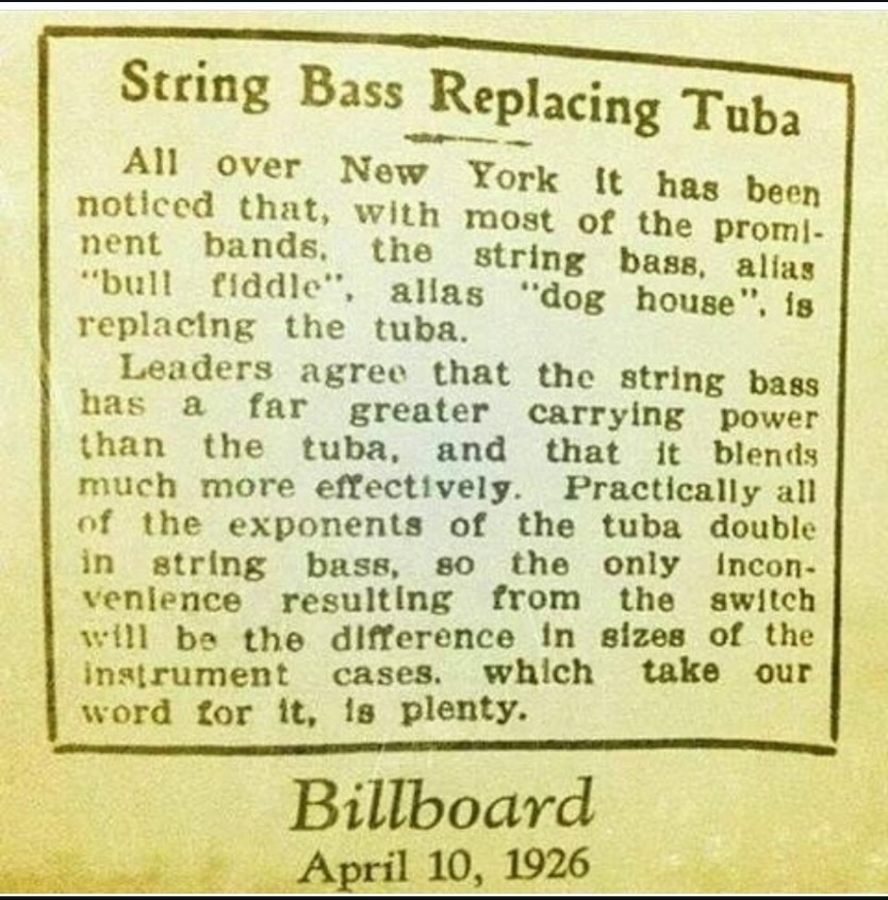 String Bass Replacing Tuba
All over New York it has been
noticed that, with most of the promi-
nent bands, the string bass, alias
"bull fiddle", alias "dog house", is
replacing the tuba.
Leaders agree that the string bass
has a far greater carrying power
than the tuba, and that it blends
much more effectively. Practically all
of the exponents of the tuba double
in string bass, so the only incon-
venience resulting from the switch
will be the difference in sizes of the
instrument cases, which take our
word for it, is plenty.
Billboard
April 10, 1926